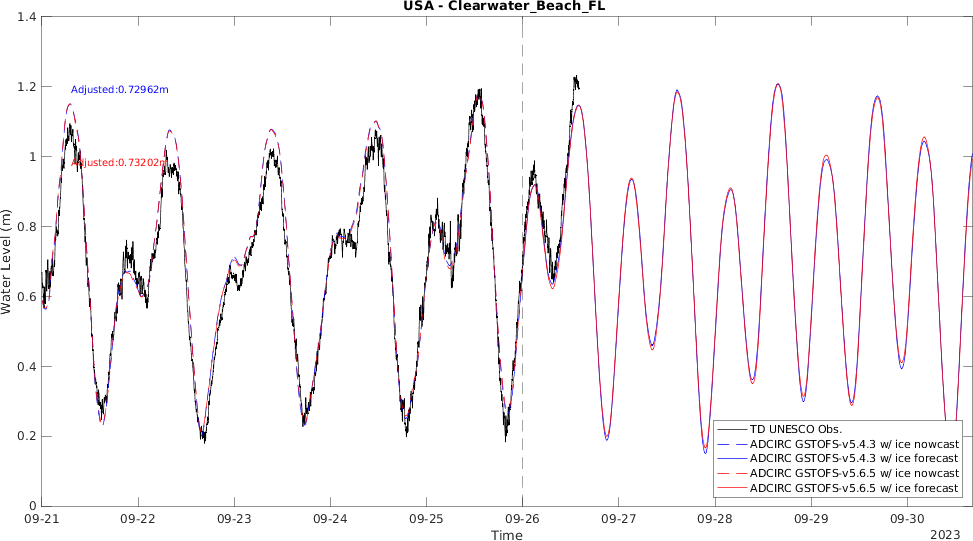 USA - Clearwater_Beach_FL
1.4
1.2
1
0.8
0.6
0.4
0.2
0
Water Level (m)
Adjusted:0.72962m
Adjusted:0.73202m
TD UNESCO Obs.
ADCIRC GSTOFS-v5.4.3 w/ ice nowcast
ADCIRC GSTOFS-v5.4.3 w/ ice forecast
ADCIRC GSTOFS-v5.6.5 w/ ice nowcast
ADCIRC GSTOFS-v5.6.5 w/ ice forecast
09-21 09-22 09-23 09-24 09-25 09-26 09-27 09-28 09-29 09-30
Time
2023